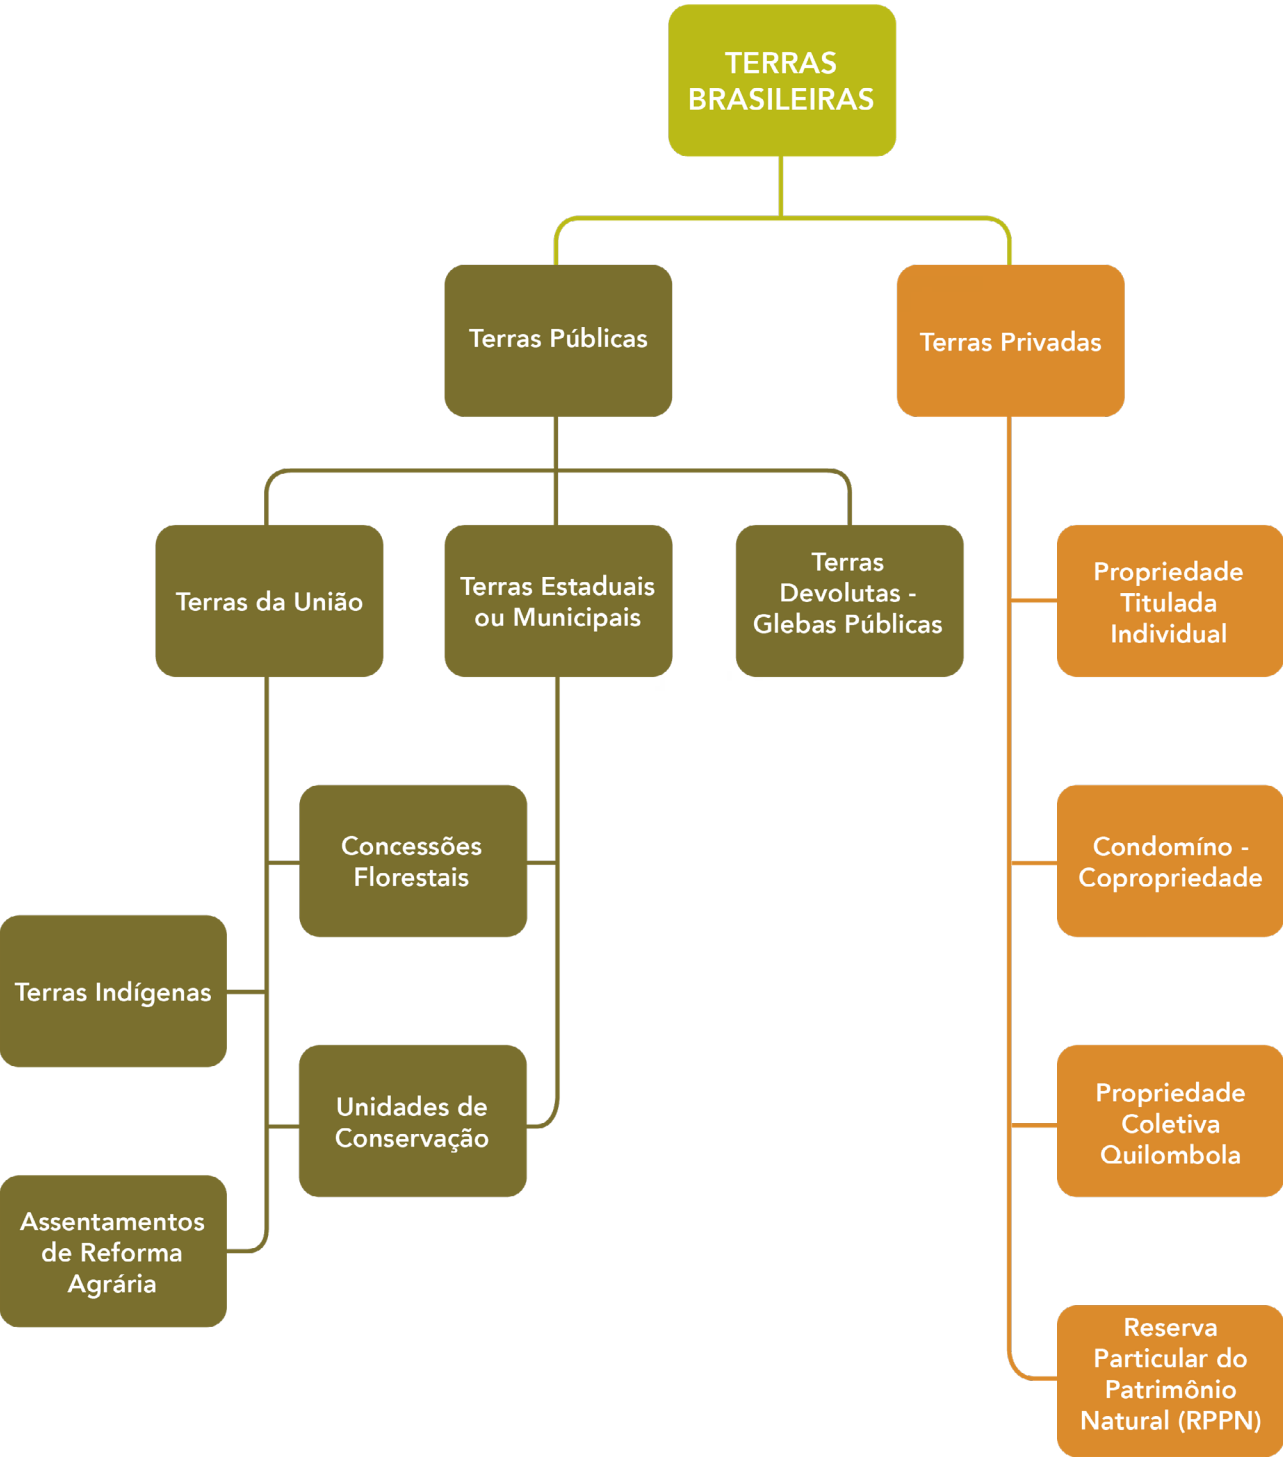 TERRAS
BRASILEIRAS
Terras Públicas
Terras Privadas
Terras da União
Terras Estaduais
ou Municipais
Terras
Devolutas -
Glebas Públicas
Propriedade
Titulada
Individual
Concessões
Florestais
Condomíno -
Copropriedade
Terras Indígenas
Unidades de
Conservação
Propriedade
Coletiva
Quilombola
Assentamentos
de Reforma
Agrária
Reserva
Particular do
Patrimônio
Natural (RPPN)